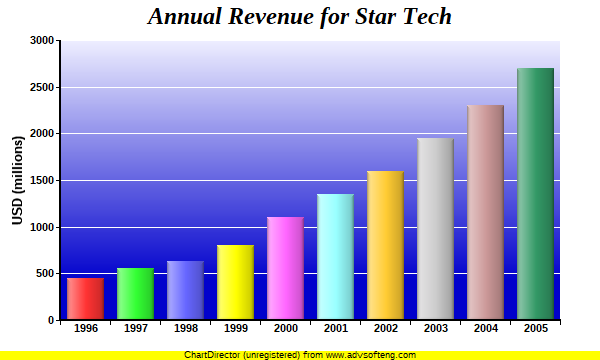 Annual Revenue for Star Tech
USD (millions)
3000
2500
2000
1500
1000
500
0
1996 1997 1998 1999 2000 2001 2002 2003 2004 2005
ChartDirector (unregistered) from www.advsofteng.com